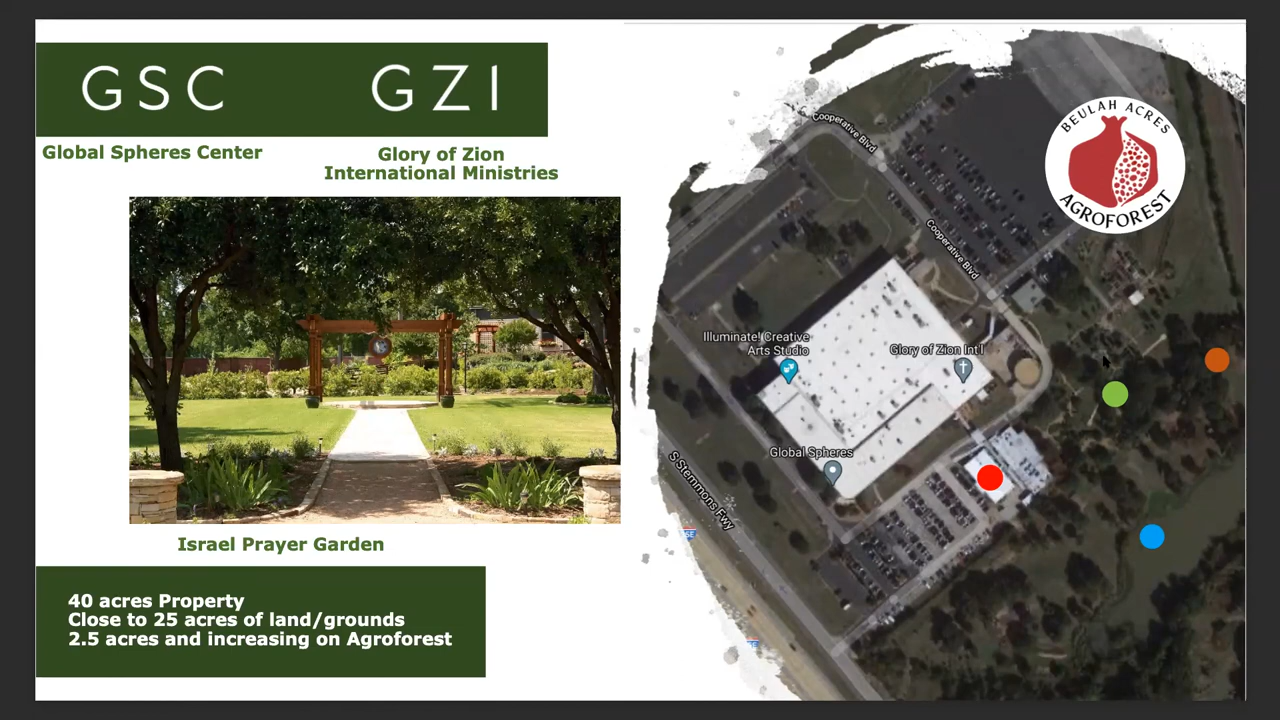 GSC
GZI
Global Spheres Center
Glory of Zion
International Ministries
Israel Prayer Garden
40 acres Property
Close to 25 acres of land/grounds
2.5 acres and increasing on Agroforest
BEULAH ACRES
AGROFOREST
Cooperative Blvd
Cooperative Blvd
Illuminate! Creative
Arts Studio
Glory of Zion Int'l
Global Spheres
S Stemmons Fwy